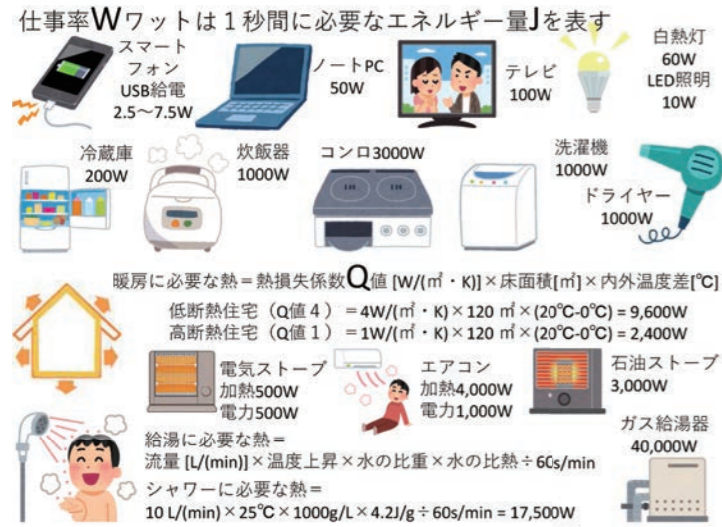 仕事率Wワットは１秒間に必要なエネルギー量Jを表す
スマート
フォン
USB給電
2.5〜7.5W
ノートPC
50W
テレビ
100W
白熱灯
60W
LED照明
10W
冷蔵庫
200W
炊飯器
1000W
コンロ3000W
洗濯機
1000W
ドライヤー
1000W
暖房に必要な熱＝熱損失係数Q値 [W/(㎡・K)]×床面積[㎡]×内外温度差[℃]
低断熱住宅（Q値４）＝4W/(㎡・K)×120 ㎡×(20℃-0℃) = 9,600W
高断熱住宅（Q値１）＝1W/(㎡・K)×120 ㎡×(20℃-0℃) = 2,400W
電気ストーブ
加熱500W
電力500W
エアコン
加熱4,000W
電力1,000W
石油ストーブ
3,000W
ガス給湯器
40,000W
給湯に必要な熱＝
流量 [L/(min)]×温度上昇×水の比重×水の比熱÷60s/min
シャワーに必要な熱＝
10 L/(min)×25℃×1000g/L×4.2J/g÷60s/min = 17,500W